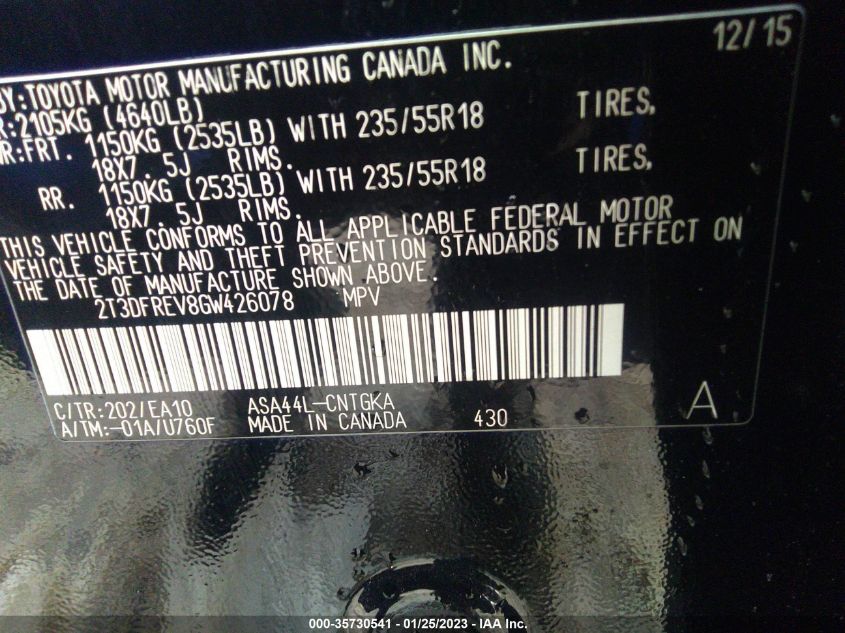 12/15
BY:TOYOTA MOTOR MANUFACTURING CANADA INC.
R:2105KG (4640LB)
R:FRT. 1150KG (2535LB) WITH 235/55R18 TIRES,
18X7.5J RIMS.
RR. 1150KG (2535LB) WITH 235/55R18 TIRES,
18X7.5J RIMS.
THIS VEHICLE CONFORMS TO ALL APPLICABLE FEDERAL MOTOR
VEHICLE SAFETY AND THEFT PREVENTION STANDARDS IN EFFECT ON
THE DATE OF MANUFACTURE SHOWN ABOVE.
2T3DFREV8GW426078 MPV
C/TR:202/EA10 ASA44L-CNTGKA
A/TM:-01A/U760F MADE IN CANADA 430 A
000-35730541 - 01/25/2023 - IAA Inc.